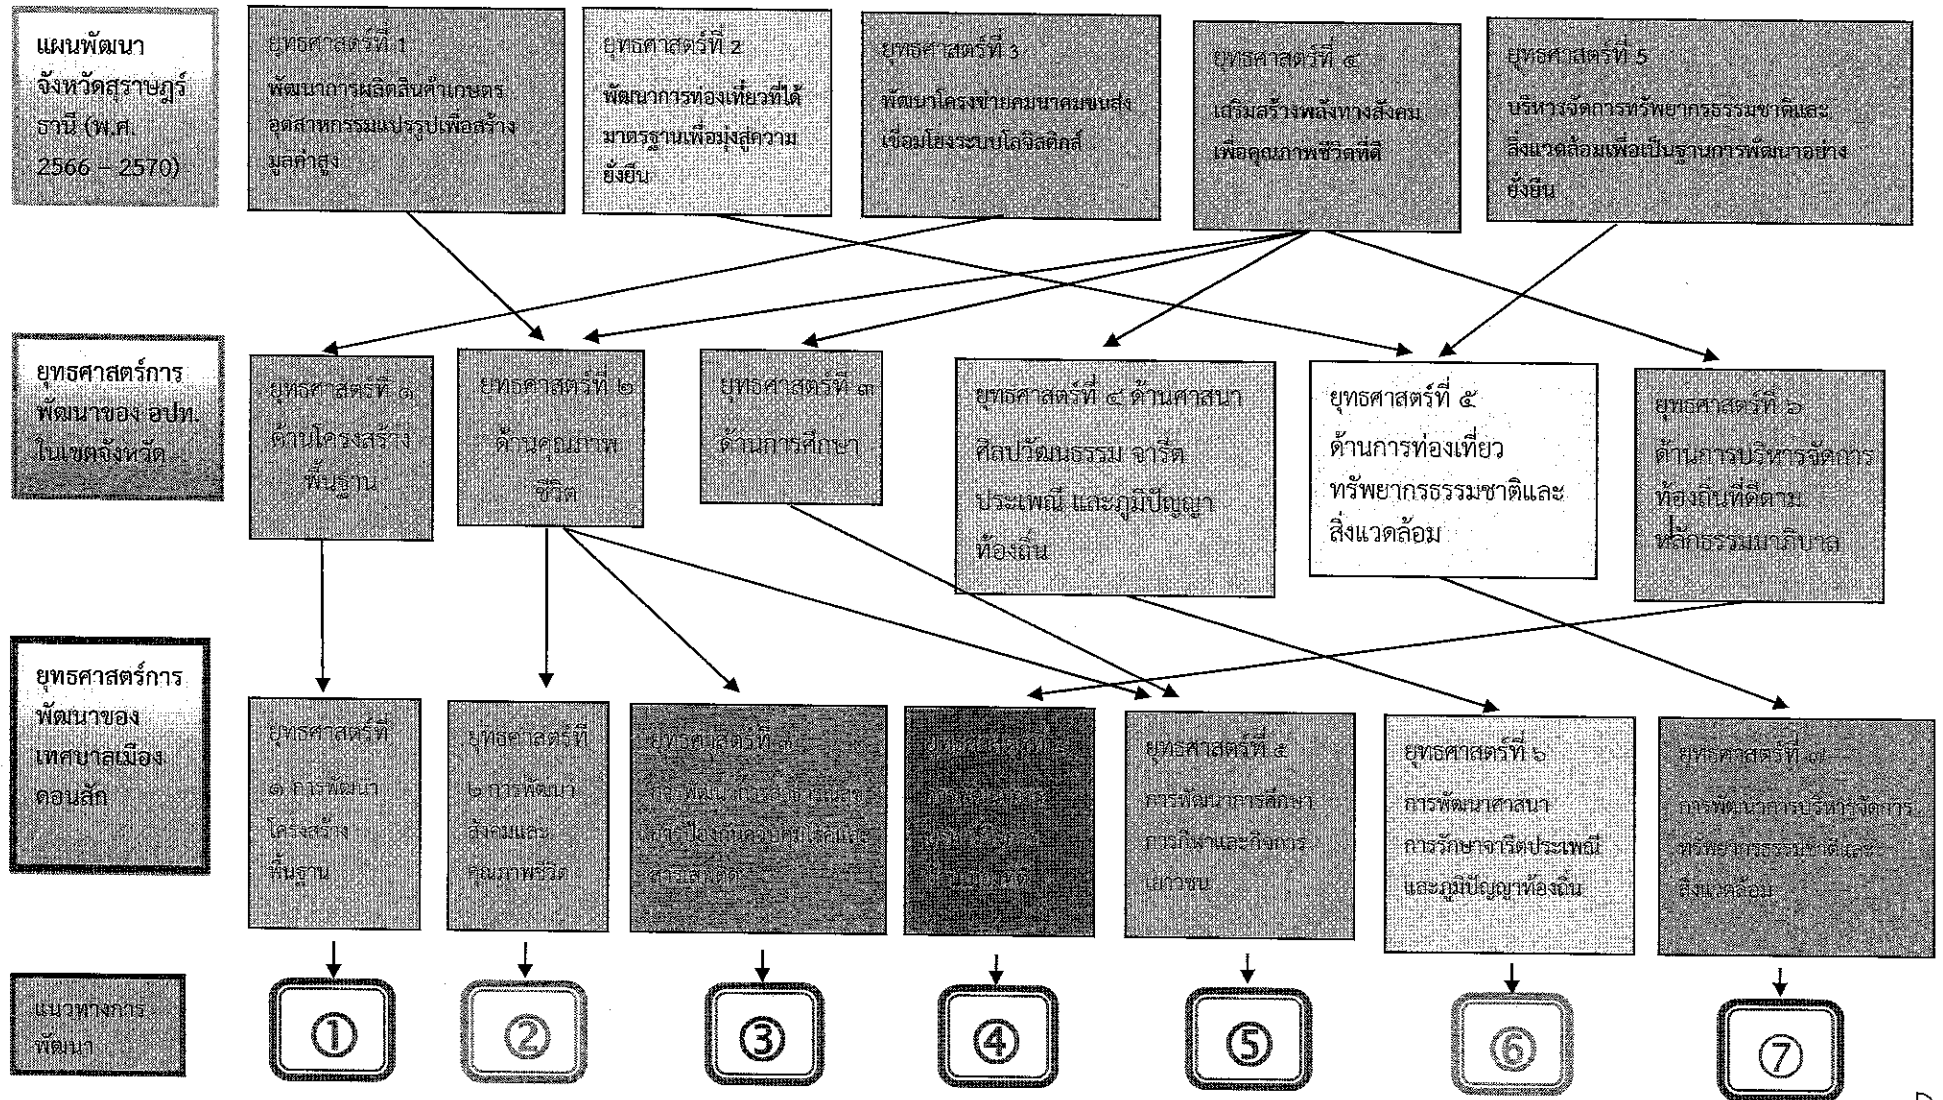 แผนพัฒนา
จังหวัดสุราษฎร์
ธานี (พ.ศ.
2566 – 2570)
ยุทธศาสตร์ที่ 1
พัฒนาการผลิตสินค้าเกษตร
อุตสาหกรรมแปรรูปเพื่อสร้าง
มูลค่าสูง
ยุทธศาสตร์ที่ 2
พัฒนาการท่องเที่ยวที่ได้
มาตรฐานเพื่อมุ่งสู่ความ
ยั่งยืน
ยุทธศาสตร์ที่ 3
พัฒนาโครงข่ายคมนาคมขนส่ง
เชื่อมโยงระบบโลจิสติกส์
ยุทธศาสตร์ที่ ๔
เสริมสร้างพลังทางสังคม
เพื่อคุณภาพชีวิตที่ดี
ยุทธศาสตร์ที่ 5
บริหารจัดการทรัพยากรธรรมชาติและ
สิ่งแวดล้อมเพื่อเป็นฐานการพัฒนาอย่าง
ยั่งยืน
ยุทธศาสตร์การ
พัฒนาของ อปท.
ในเขตจังหวัด
ยุทธศาสตร์ที่ ๑
ด้านโครงสร้าง
พื้นฐาน
ยุทธศาสตร์ที่ ๒
ด้านคุณภาพ
ชีวิต
ยุทธศาสตร์ที่ ๓
ด้านการศึกษา
ยุทธศาสตร์ที่ ๔ ด้านศาสนา
ศิลปวัฒนธรรม จารีต
ประเพณี และภูมิปัญญา
ท้องถิ่น
ยุทธศาสตร์ที่ ๕
ด้านการท่องเที่ยว
ทรัพยากรธรรมชาติและ
สิ่งแวดล้อม
ยุทธศาสตร์ที่ ๖
ด้านการบริหารจัดการ
ท้องถิ่นที่ดีตาม
หลักธรรมมาภิบาล
ยุทธศาสตร์การ
พัฒนาของ
เทศบาลเมือง
ดอนสัก
ยุทธศาสตร์ที่
๑ การพัฒนา
โครงสร้าง
พื้นฐาน
ยุทธศาสตร์ที่
๒ การพัฒนา
สังคมและ
คุณภาพชีวิต
ยุทธศาสตร์ที่ ๓
การป้องกันควบคุมโรคและ
สารเสพติด
ยุทธศาสตร์ที่ ๕
การพัฒนาการศึกษา
การกีฬาและกิจการ
เยาวชน
ยุทธศาสตร์ที่ ๖
การพัฒนาศาสนา
การรักษาจารีตประเพณี
และภูมิปัญญาท้องถิ่น
ยุทธศาสตร์ที่ ๗
การพัฒนาการบริหารจัดการ
ทรัพยากรธรรมชาติและ
สิ่งแวดล้อม
แนวทางการ
พัฒนา
①
②
③
④
⑤
⑥
⑦